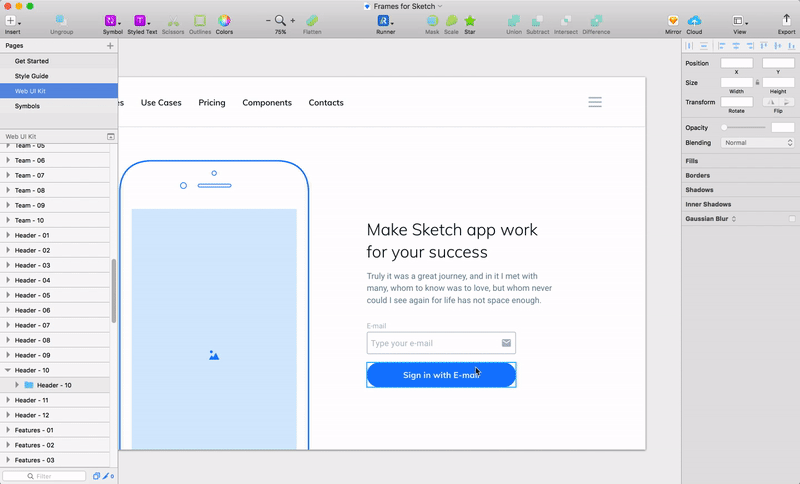 Frames for Sketch
Insert
Ungroup
Symbol
Styled Text
Scissors
Outlines
Colors
75%
Flatten
Runner
Mask
Scale
Star
Union
Subtract
Intersect
Difference
Mirror
Cloud
View
Export
Pages
Get Started
Style Guide
Web UI Kit
Symbols
Web UI Kit
Team - 05
Team - 06
Team - 07
Team - 08
Team - 09
Team - 10
Header - 01
Header - 02
Header - 03
Header - 04
Header - 05
Header - 06
Header - 07
Header - 08
Header - 09
Header - 10
Header - 10
Header - 11
Header - 12
Features - 01
Features - 02
Features - 03
Filter
0
Use Cases
Pricing
Components
Contacts
Make Sketch app work
for your success
Truly it was a great journey, and in it I met with
many, whom to know was to love, but whom never
could I see again for life has not space enough.
E-mail
Type your e-mail
Sign in with E-mail
Position
X
Y
Size
Width
Height
Transform
Rotate
Flip
Opacity
Blending
Normal
Fills
Borders
Shadows
Inner Shadows
Gaussian Blur